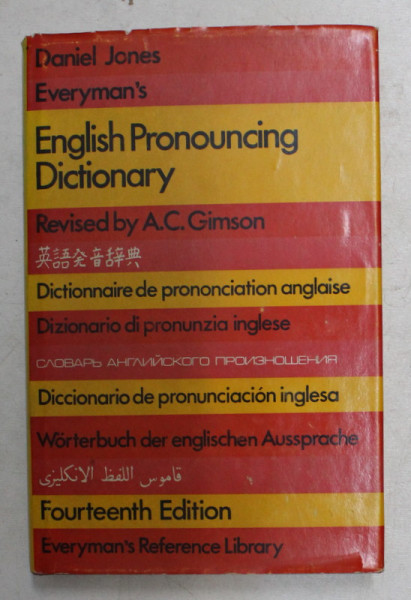 Daniel Jones
Everyman's
English Pronouncing
Dictionary
Revised by A.C. Gimson
英語発音辞典
Dictionnaire de prononciation anglaise
Dizionario di pronunzia inglese
СЛОВАРЬ АНГЛИЙСКОГО ПРОИЗНОШЕНИЯ
Diccionario de pronunciación inglesa
Wörterbuch der englischen Aussprache
قاموس اللفظ الانكليزى
Fourteenth Edition
Everyman's Reference Library